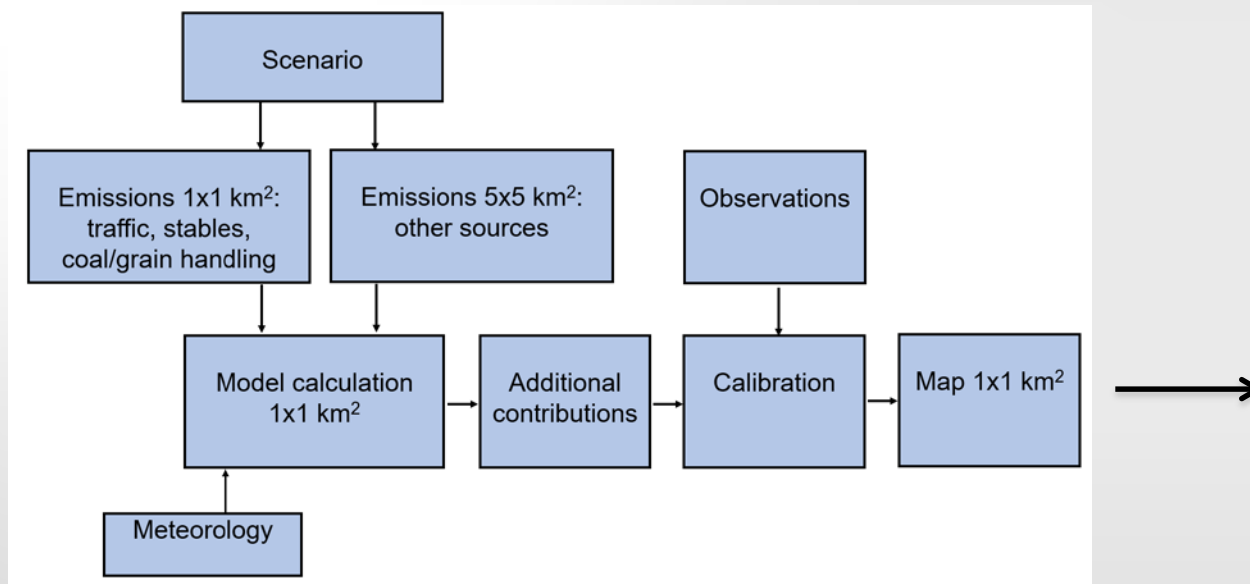 Scenario
Emissions 1x1 km²:
traffic, stables,
coal/grain handling
Emissions 5x5 km²:
other sources
Observations
Model calculation
1x1 km²
Additional
contributions
Calibration
Map 1x1 km²
Meteorology